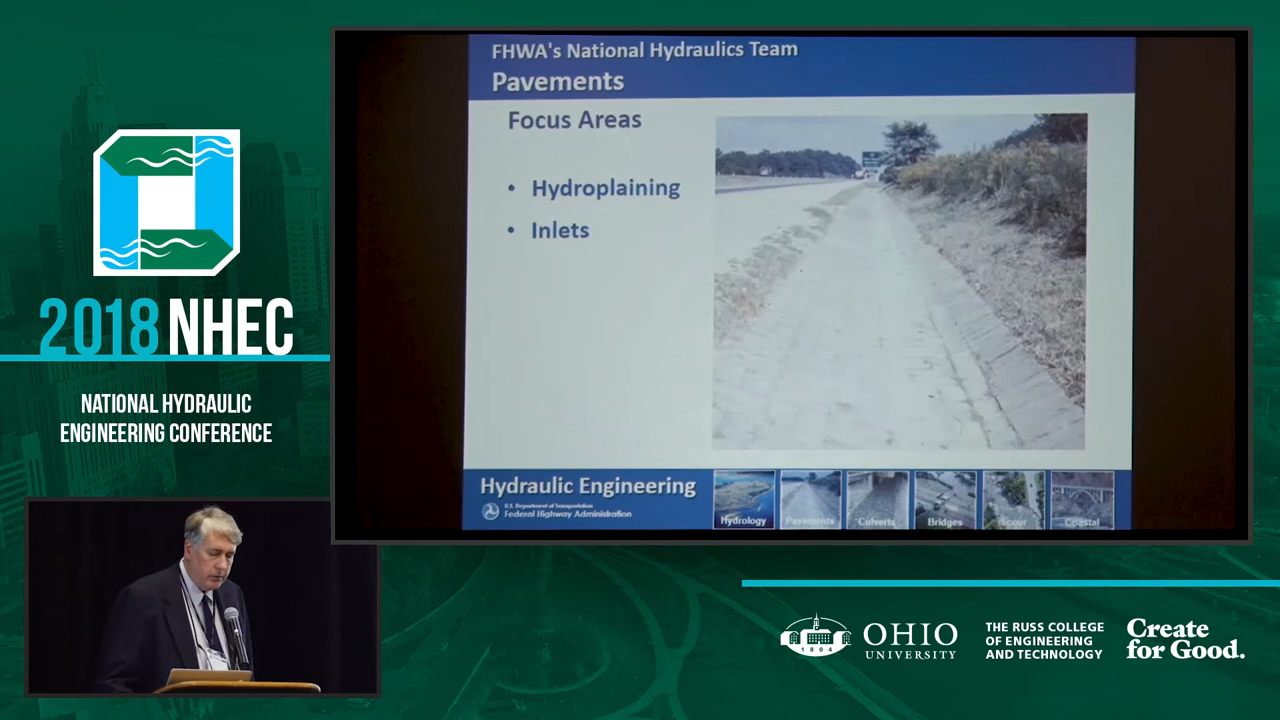 2018 NHEC
NATIONAL HYDRAULIC
ENGINEERING CONFERENCE
FHWA's National Hydraulics Team
Pavements
Focus Areas
• Hydroplaining
• Inlets
Hydraulic Engineering
U.S. Department of Transportation
Federal Highway Administration
Hydrology
Pavements
Culverts
Bridges
Scour
Coastal
1804
OHIO
UNIVERSITY
THE RUSS COLLEGE
OF ENGINEERING
AND TECHNOLOGY
Create
for Good.